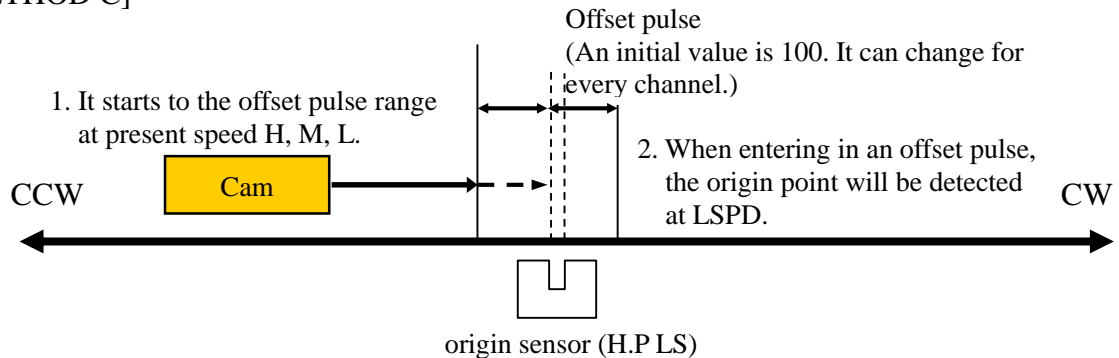 Offset pulse
(An initial value is 100. It can change for
every channel.)
1. It starts to the offset pulse range
at present speed H, M, L.
2. When entering in an offset pulse,
the origin point will be detected
at LSPD.
CCW
Cam
CW
origin sensor (H.P LS)